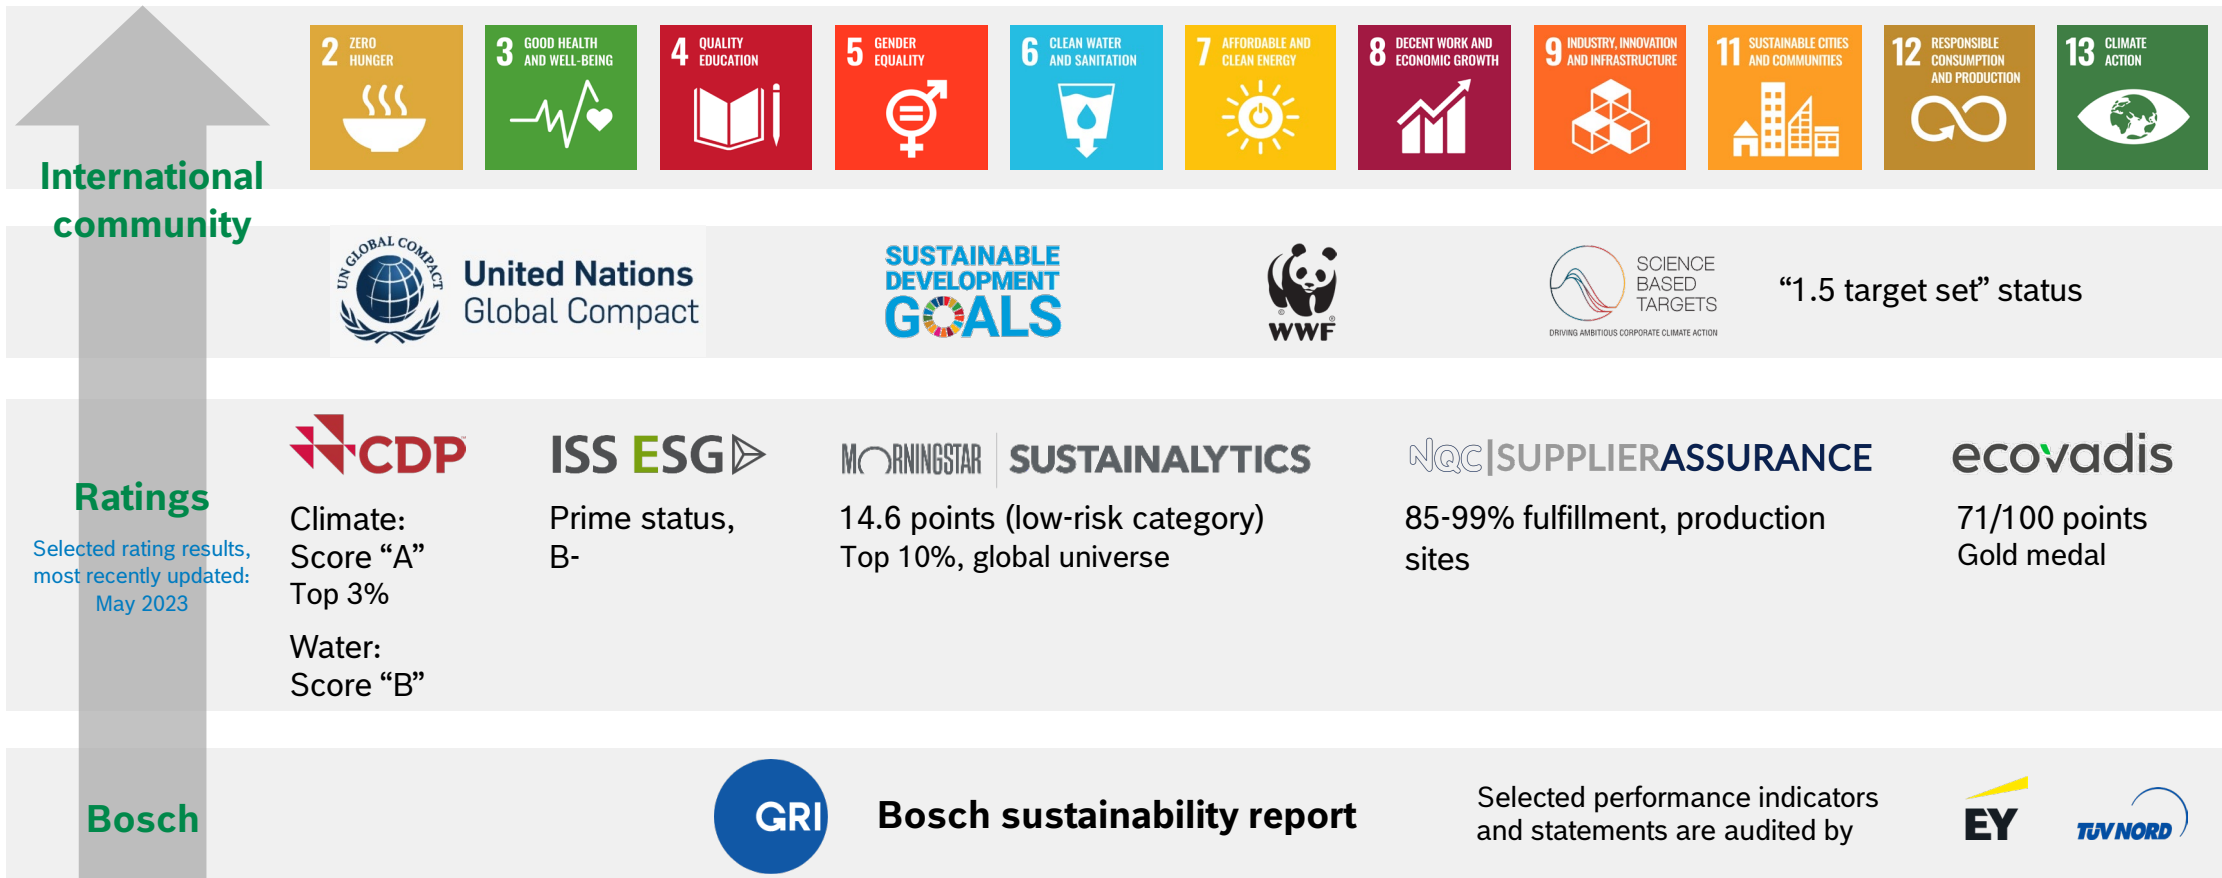 2 ZERO
HUNGER
3 GOOD HEALTH
AND WELL-BEING
4 QUALITY
EDUCATION
5 GENDER
EQUALITY
6 CLEAN WATER
AND SANITATION
7 AFFORDABLE AND
CLEAN ENERGY
8 DECENT WORK AND
ECONOMIC GROWTH
9 INDUSTRY, INNOVATION
AND INFRASTRUCTURE
11 SUSTAINABLE CITIES
AND COMMUNITIES
12 RESPONSIBLE
CONSUMPTION
AND PRODUCTION
13 CLIMATE
ACTION
International
community
UN GLOBAL COMPACT
United Nations
Global Compact
SUSTAINABLE
DEVELOPMENT
GOALS
©
®
WWF
SCIENCE
BASED
TARGETS
DRIVING AMBITIOUS CORPORATE CLIMATE ACTION
“1.5 target set” status
Ratings
Selected rating results,
most recently updated:
May 2023
CDP
Climate:
Score “A”
Top 3%
Water:
Score “B”
ISS ESG
Prime status,
B-
MORNINGSTAR | SUSTAINALYTICS
14.6 points (low-risk category)
Top 10%, global universe
NQC|SUPPLIERASSURANCE
85-99% fulfillment, production
sites
ecovadis
71/100 points
Gold medal
Bosch
GRI
Bosch sustainability report
Selected performance indicators
and statements are audited by
EY
TÜV NORD